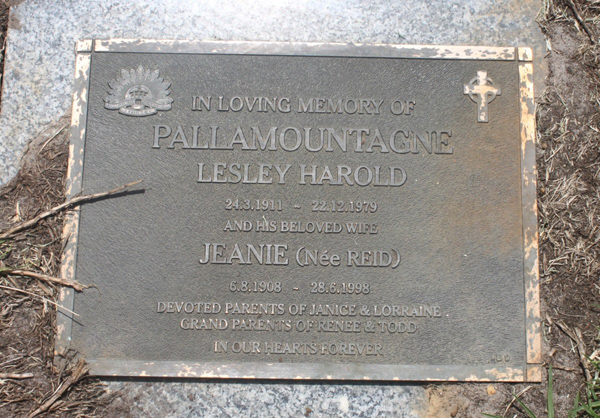 IN LOVING MEMORY OF
PALLAMOUNTAGNE
LESLEY HAROLD
24.3.1911 ~ 22.12.1979
AND HIS BELOVED WIFE
JEANIE (Née REID)
6.8.1908 ~ 28.6.1998
DEVOTED PARENTS OF JANICE & LORRAINE.
GRAND PARENTS OF RENEE & TODD.
IN OUR HEARTS FOREVER